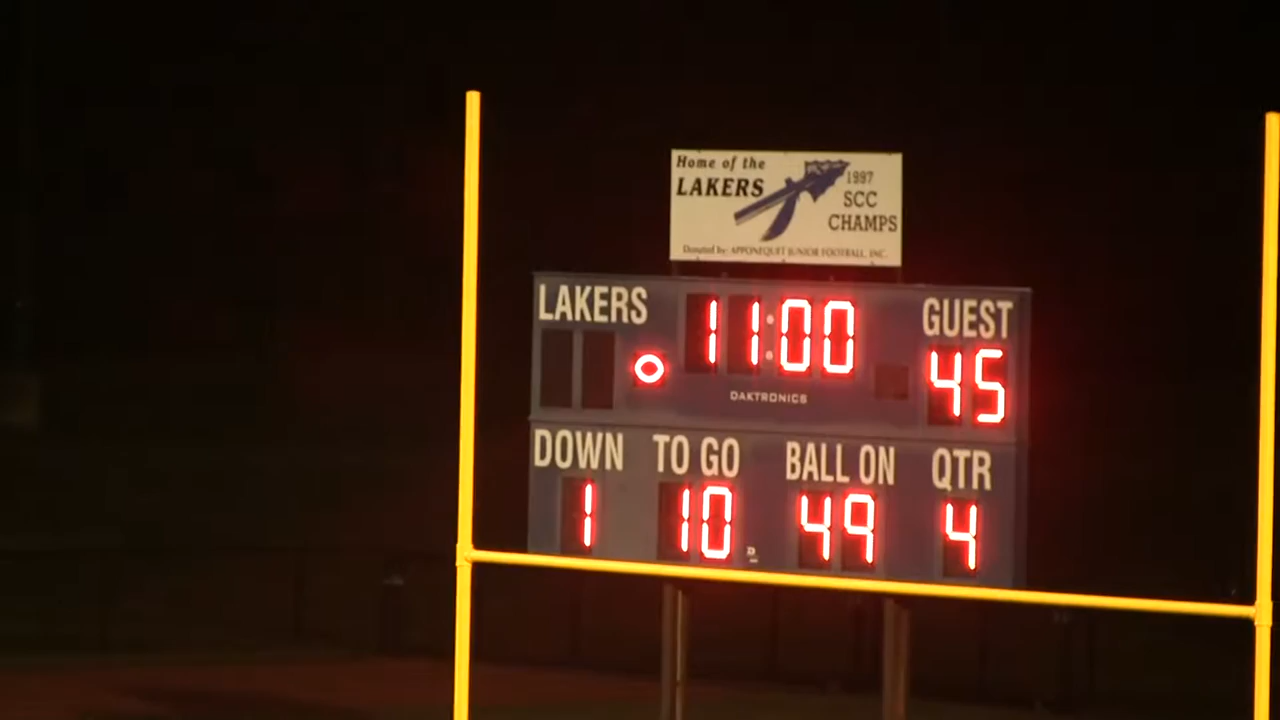 Home of the
LAKERS
1997
SCC
CHAMPS
Donated by: APPONEQUET JUNIOR FOOTBALL, INC.
LAKERS
11:00
GUEST
45
DAKTRONICS
DOWN TO GO BALL ON QTR
1 10 49 4